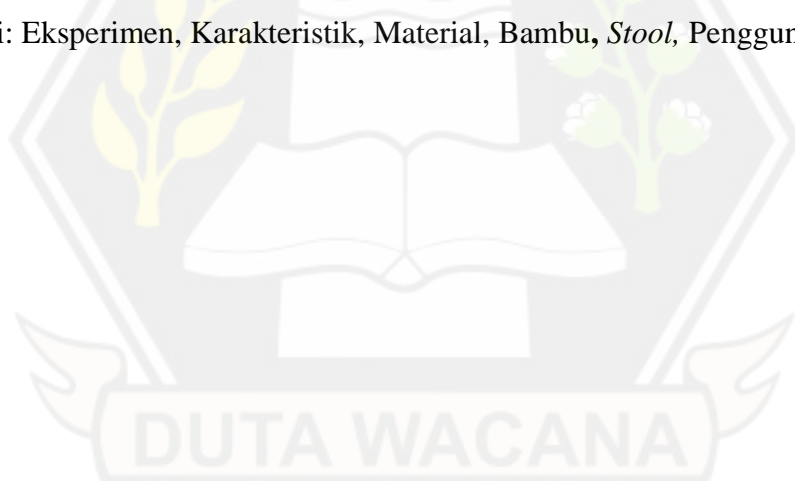 i: Eksperimen, Karakteristik, Material, Bambu, Stool, Penggun
DUTA WACANA